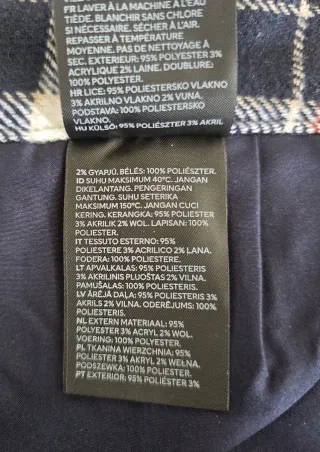 FR LAVER À LA MACHINE À L'EAU
TIÈDE. BLANCHIR SANS CHLORE
SI NÉCESSAIRE. SÉCHER À L'AIR.
REPASSER À TEMPÉRATURE
MOYENNE. PAS DE NETTOYAGE À
SEC. EXTERIEUR: 95% POLYESTER 3%
ACRYLIQUE 2% LAINE. DOUBLURE:
100% POLYESTER.
HR LICE: 95% POLIESTERSKO VLAKNO
3% AKRILNO VLAKNO 2% VUNA.
PODSTAVA: 100% POLIESTERSKO
VLAKNO.
HU KÜLSŐ: 95% POLIÉSZTER 3% AKRIL
2% GYAPJÚ. BÉLÉS: 100% POLIÉSZTER.
ID SUHU MAKSIMUM 40°C. JANGAN
DIKELANTANG. PENGERINGAN
GANTUNG. SUHU SETERIKA
MAKSIMUM 150°C. JANGAN CUCI
KERING. KERANGKA: 95% POLIESTER
3% AKRILIK 2% WOL. LAPISAN: 100%
POLIESTER.
IT TESSUTO ESTERNO: 95%
POLIESTERE 3% ACRILICO 2% LANA.
FODERA: 100% POLIESTERE.
LT APVALKALAS: 95% POLIESTERIS
3% AKRILINIS PLUOŠTAS 2% VILNA.
PAMUŠALAS: 100% POLIESTERIS.
LV ĀRĒJĀ DAĻA: 95% POLIESTERIS 3%
AKRILS 2% VILNA. ODERĒJUMS: 100%
POLIESTERIS.
NL EXTERN MATERIAAL: 95%
POLYESTER 3% ACRYL 2% WOL.
VOERING: 100% POLYESTER.
PL TKANINA WIERZCHNIA: 95%
POLIESTER 3% AKRYL 2% WEŁNA.
PODSZEWKA: 100% POLIESTER.
PT EXTERIOR: 95% POLIÉSTER 3%